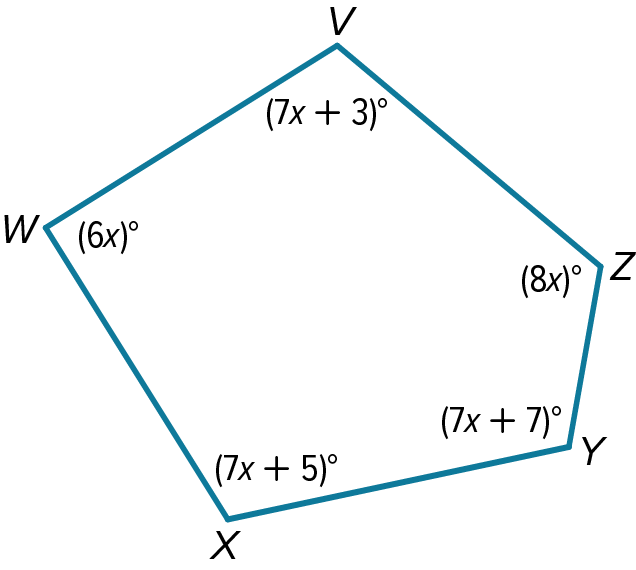 V
(7x + 3)°
W
(6x)°
Z
(8x)°
(7x + 7)°
Y
(7x + 5)°
X